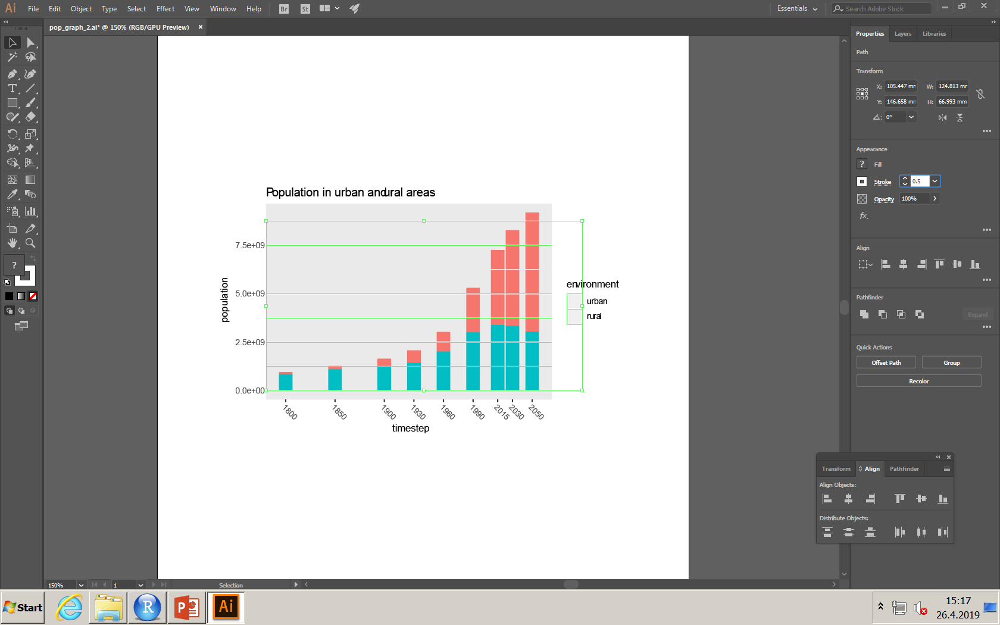 Ai File Edit Object Type Select Effect View Window Help Br St Essentials Search Adobe Stock
pop_graph_2.ai* @ 150% (RGB/GPU Preview) ×
Properties Layers Libraries
Path
Transform
X: 105.447 mm W: 124.813 mm
Y: 146.658 mm H: 66.993 mm
0°
Appearance
? Fill
Stroke 0.5
Opacity 100%
fx.
Align
Pathfinder
Expand
Quick Actions
Offset Path Group
Recolor
?
Population in urban andural areas
7.5e+09
5.0e+09
2.5e+09
0.0e+00
population
environment
urban
rural
1800 1850 1900 1930 1960 1990 2015 2030 2050
timestep
Transform Align Pathfinder
Align Objects:
Distribute Objects:
150% 1 Selection
Start R P Ai
15:17
26.4.2019